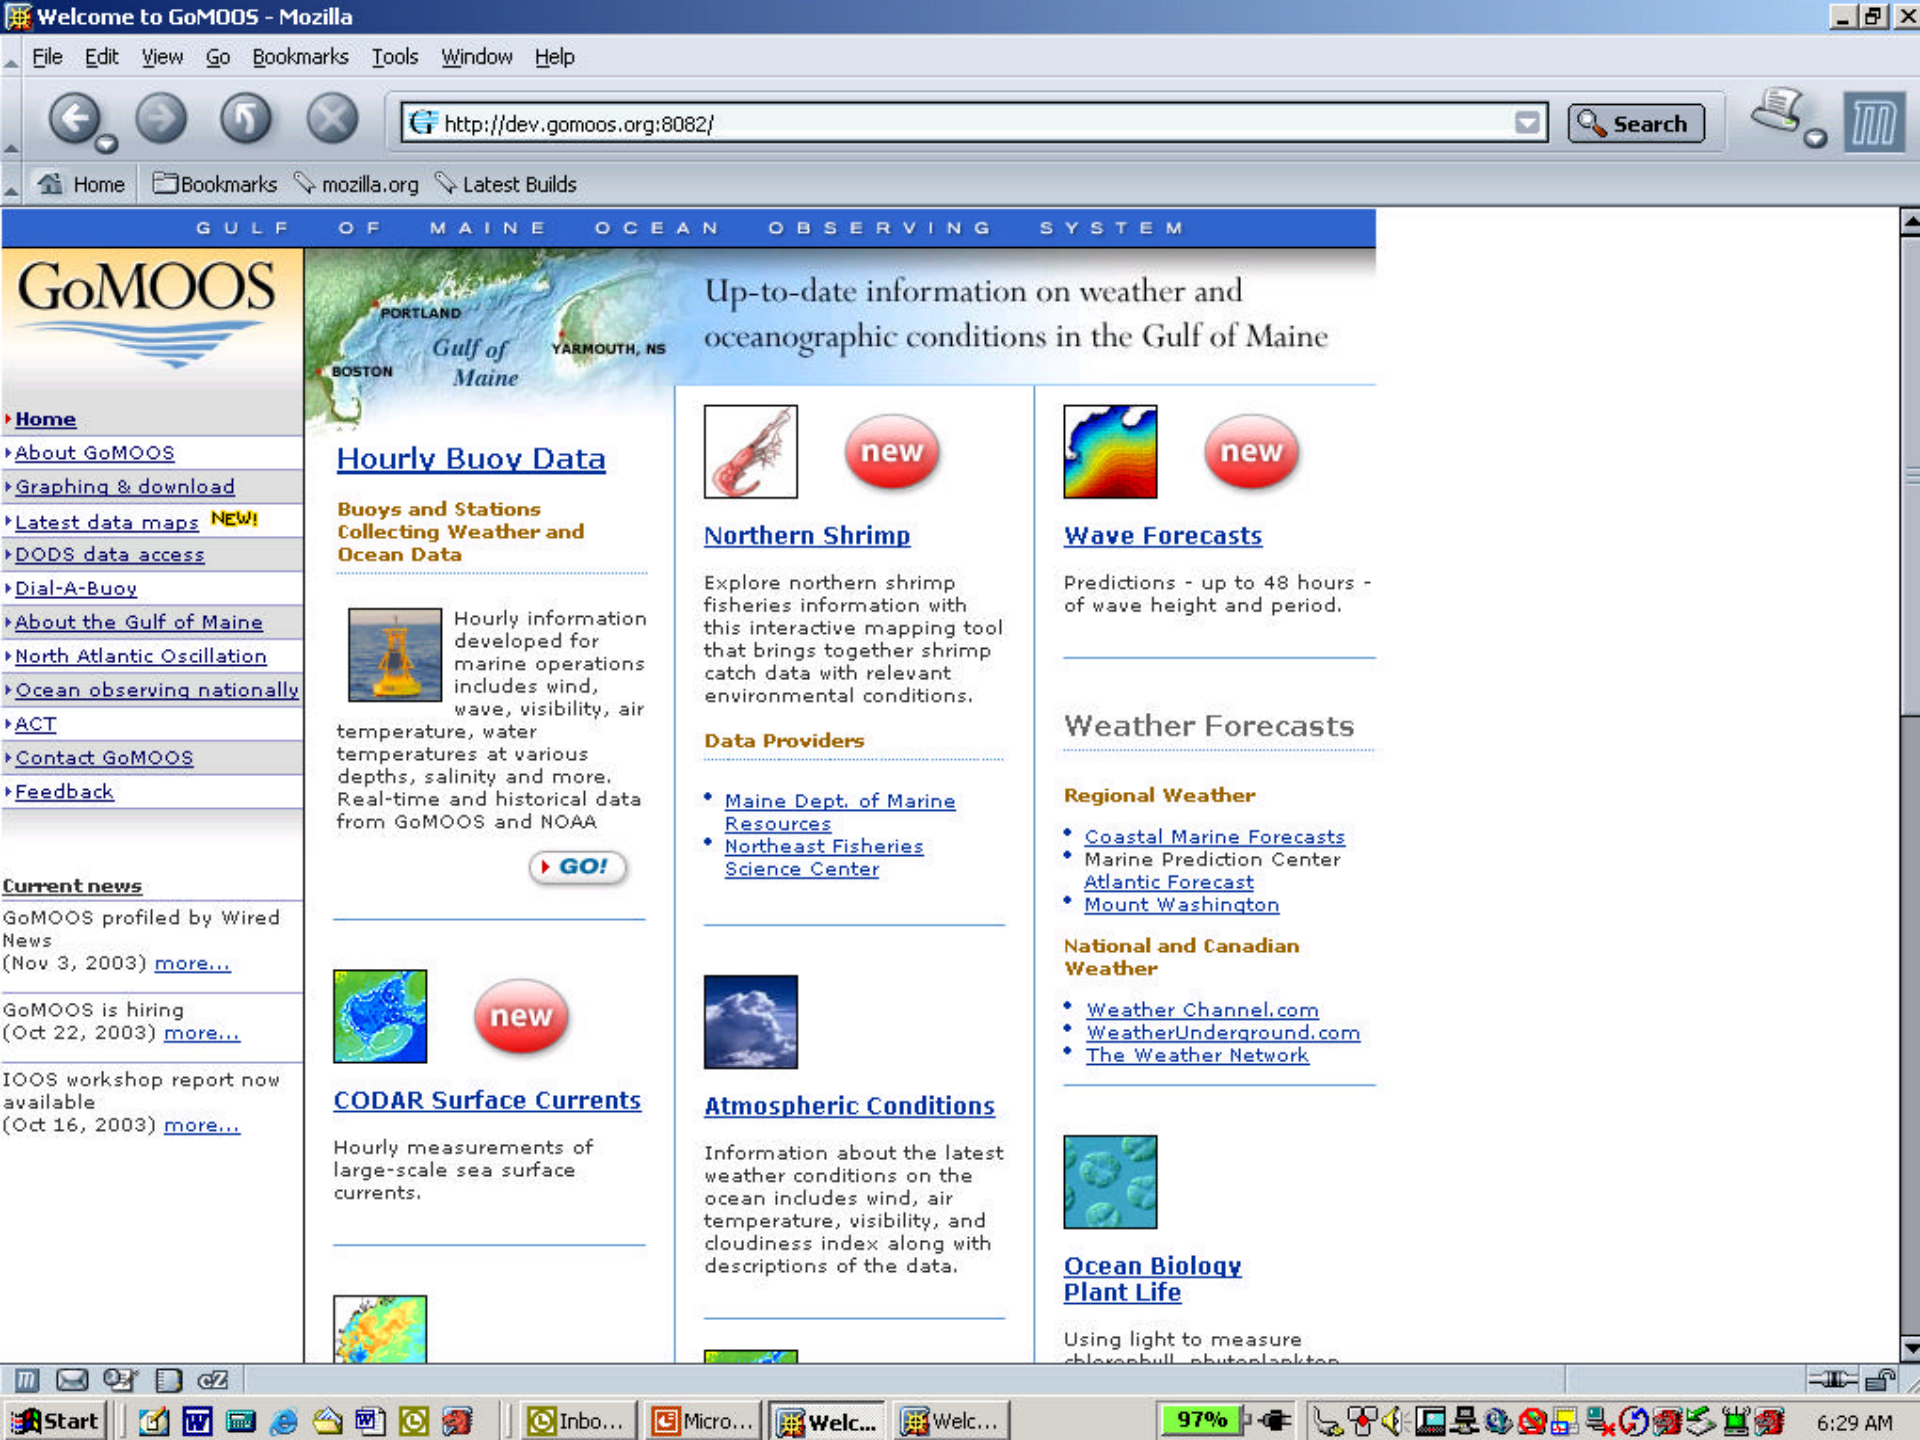 Welcome to GoMOOS - Mozilla
File Edit View Go Bookmarks Tools Window Help
http://dev.gomoos.org:8082/
Search
Home Bookmarks mozilla.org Latest Builds
GULF OF MAINE OCEAN OBSERVING SYSTEM
GoMOOS
PORTLAND
Gulf of
Maine
YARMOUTH, NS
BOSTON
Up-to-date information on weather and
oceanographic conditions in the Gulf of Maine
Home
About GoMOOS
Graphing & download
Latest data maps NEW!
DODS data access
Dial-A-Buoy
About the Gulf of Maine
North Atlantic Oscillation
Ocean observing nationally
ACT
Contact GoMOOS
Feedback
Current news
GoMOOS profiled by Wired
News
(Nov 3, 2003) more...
GoMOOS is hiring
(Oct 22, 2003) more...
IOOS workshop report now
available
(Oct 16, 2003) more...
Hourly Buoy Data
Buoys and Stations
Collecting Weather and
Ocean Data
Hourly information
developed for
marine operations
includes wind,
wave, visibility, air
temperature, water
temperatures at various
depths, salinity and more.
Real-time and historical data
from GoMOOS and NOAA
GO!
new
CODAR Surface Currents
Hourly measurements of
large-scale sea surface
currents.
new
Northern Shrimp
Explore northern shrimp
fisheries information with
this interactive mapping tool
that brings together shrimp
catch data with relevant
environmental conditions.
Data Providers
• Maine Dept. of Marine
Resources
• Northeast Fisheries
Science Center
Atmospheric Conditions
Information about the latest
weather conditions on the
ocean includes wind, air
temperature, visibility, and
cloudiness index along with
descriptions of the data.
new
Wave Forecasts
Predictions - up to 48 hours -
of wave height and period.
Weather Forecasts
Regional Weather
• Coastal Marine Forecasts
• Marine Prediction Center
Atlantic Forecast
• Mount Washington
National and Canadian
Weather
• Weather Channel.com
• WeatherUnderground.com
• The Weather Network
Ocean Biology
Plant Life
Using light to measure
chlorophyll, phytoplankton
Start
Inbo...
Micro...
Welc...
Welc...
97%
6:29 AM